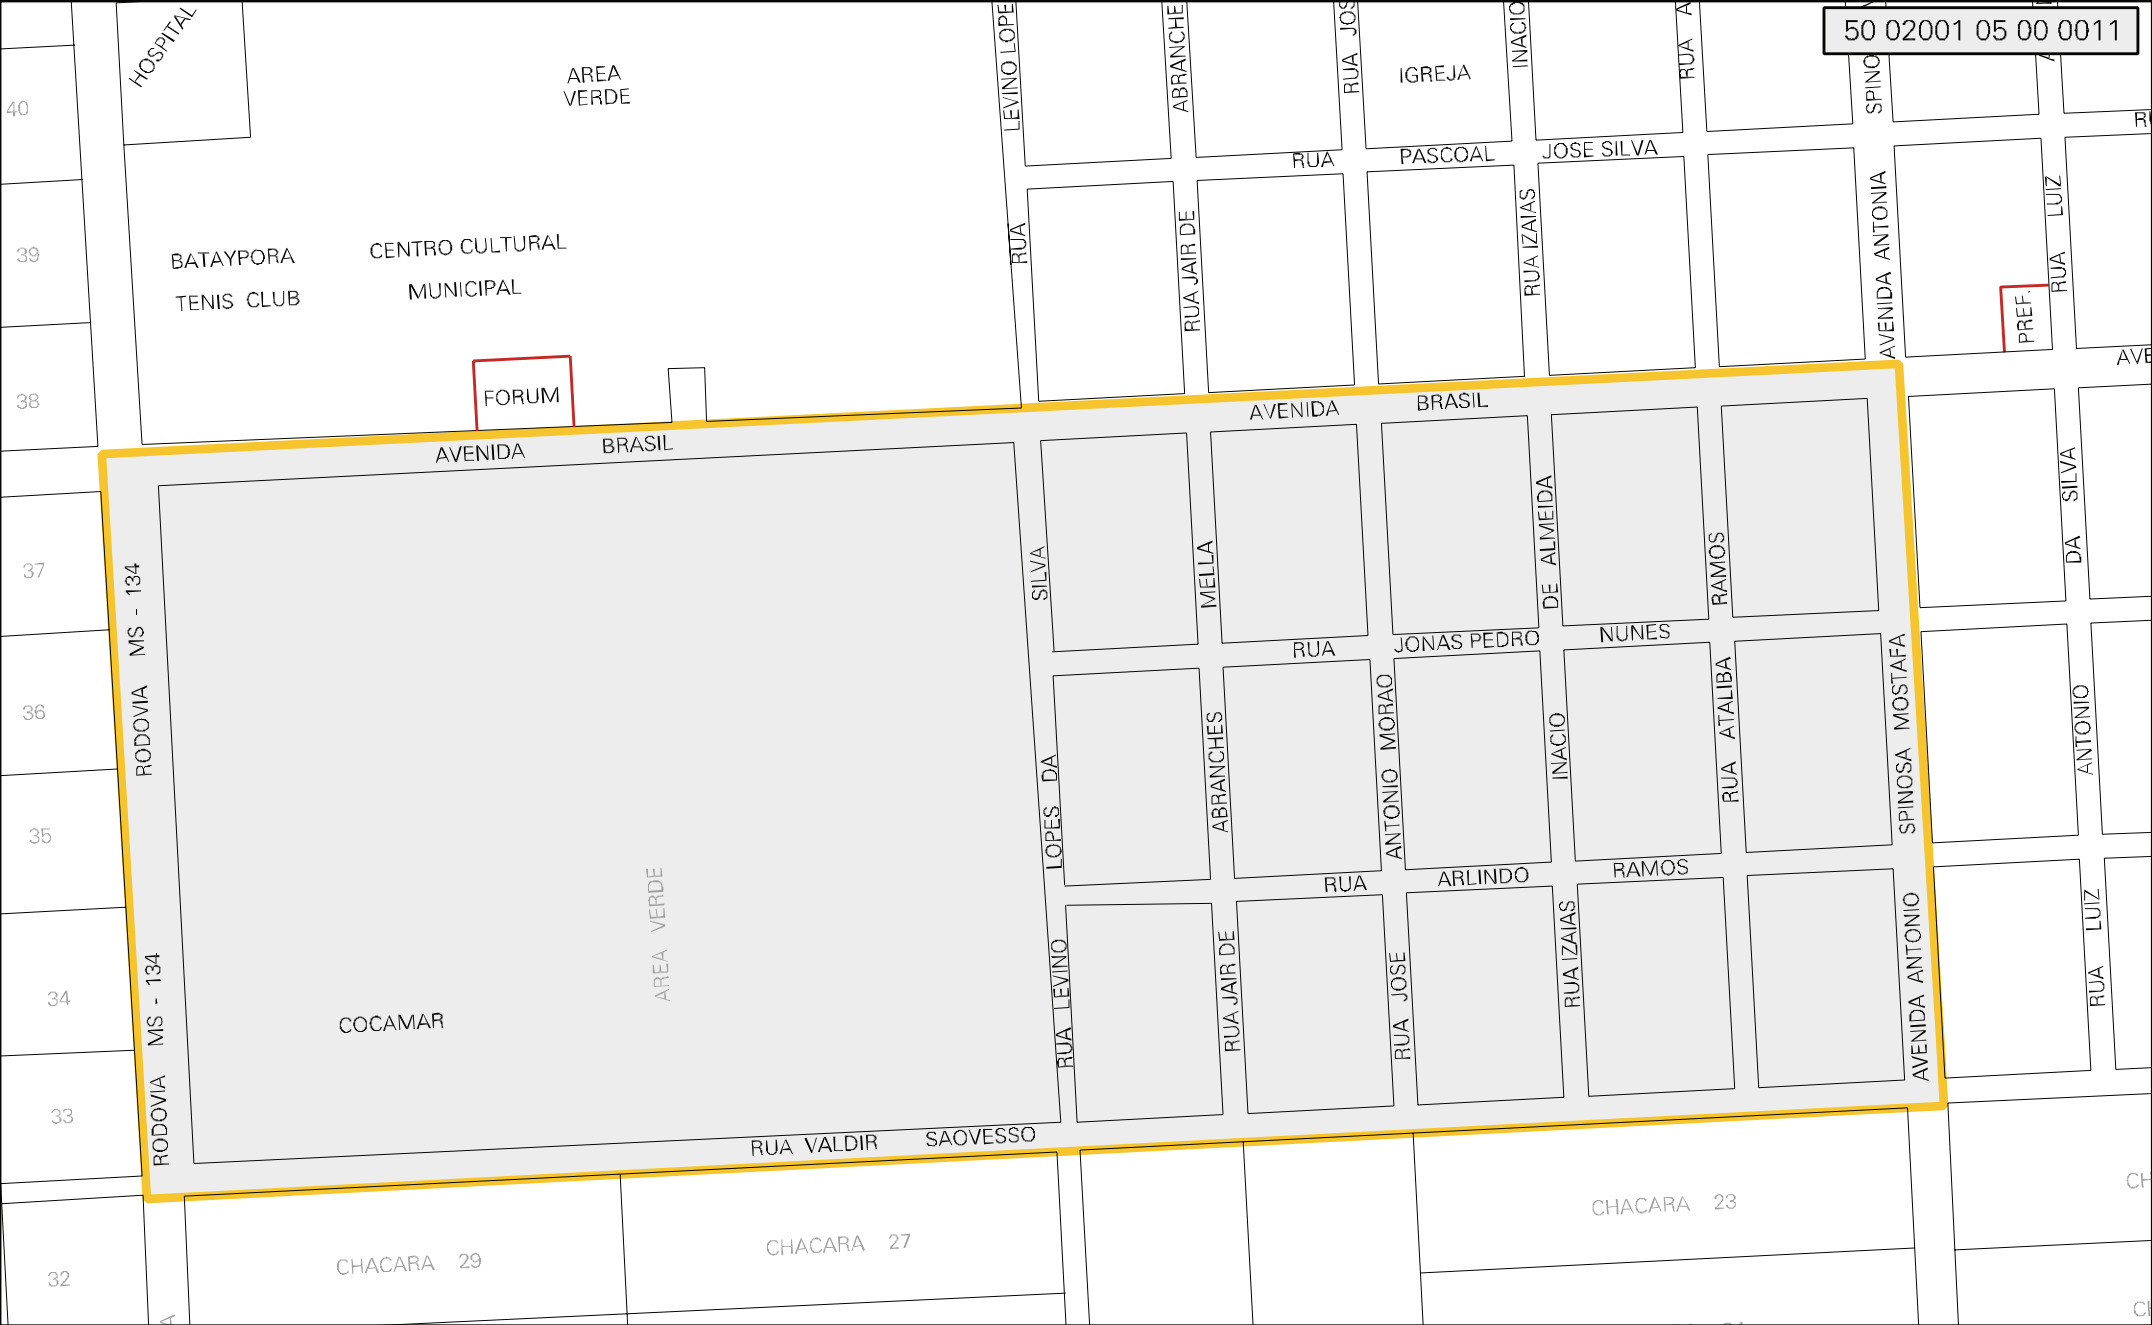 50 02001 05 00 0011
HOSPITAL
AREA
VERDE
LEVINO LOPE
ABRANCHE
RUA JOS
IGREJA
INACIO
RUA A
SPINO
40
RUA PASCOAL JOSE SILVA
39
BATAYPORA
TENIS CLUB
CENTRO CULTURAL
MUNICIPAL
RUA
RUA JAIR DE
RUA IZAIAS
AVENIDA ANTONIA
RUA LUIZ
PREF.
AVE
38
FORUM
AVENIDA BRASIL
AVENIDA BRASIL
37
RODOVIA MS - 134
SILVA
MELLA
DE ALMEIDA
RAMOS
DA SILVA
RUA JONAS PEDRO NUNES
36
LOPES DA
ABRANCHES
ANTONIO MORAO
INACIO
RUA ATALIBA
SPINOSA MOSTAFA
ANTONIO
35
AREA VERDE
RUA ARLINDO RAMOS
34
RODOVIA MS - 134
COCAMAR
RUA LEVINO
RUA JAIR DE
RUA JOSE
RUA IZAIAS
AVENIDA ANTONIO
RUA LUIZ
33
RUA VALDIR SAOVESSO
32
CHACARA 29
CHACARA 27
CHACARA 23
CH